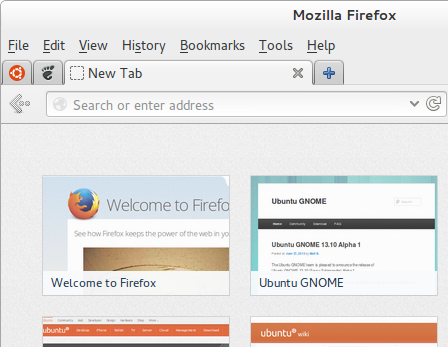 Mozilla Firefox
File Edit View History Bookmarks Tools Help
New Tab
Search or enter address
Welcome to Firefo
See how Firefox keeps the power of the web in yo
Welcome to Firefox
Ubuntu GNOME
Ubuntu GNOME 13.10 Alpha 1
Ubuntu GNOME
ubuntu
ubuntu wiki